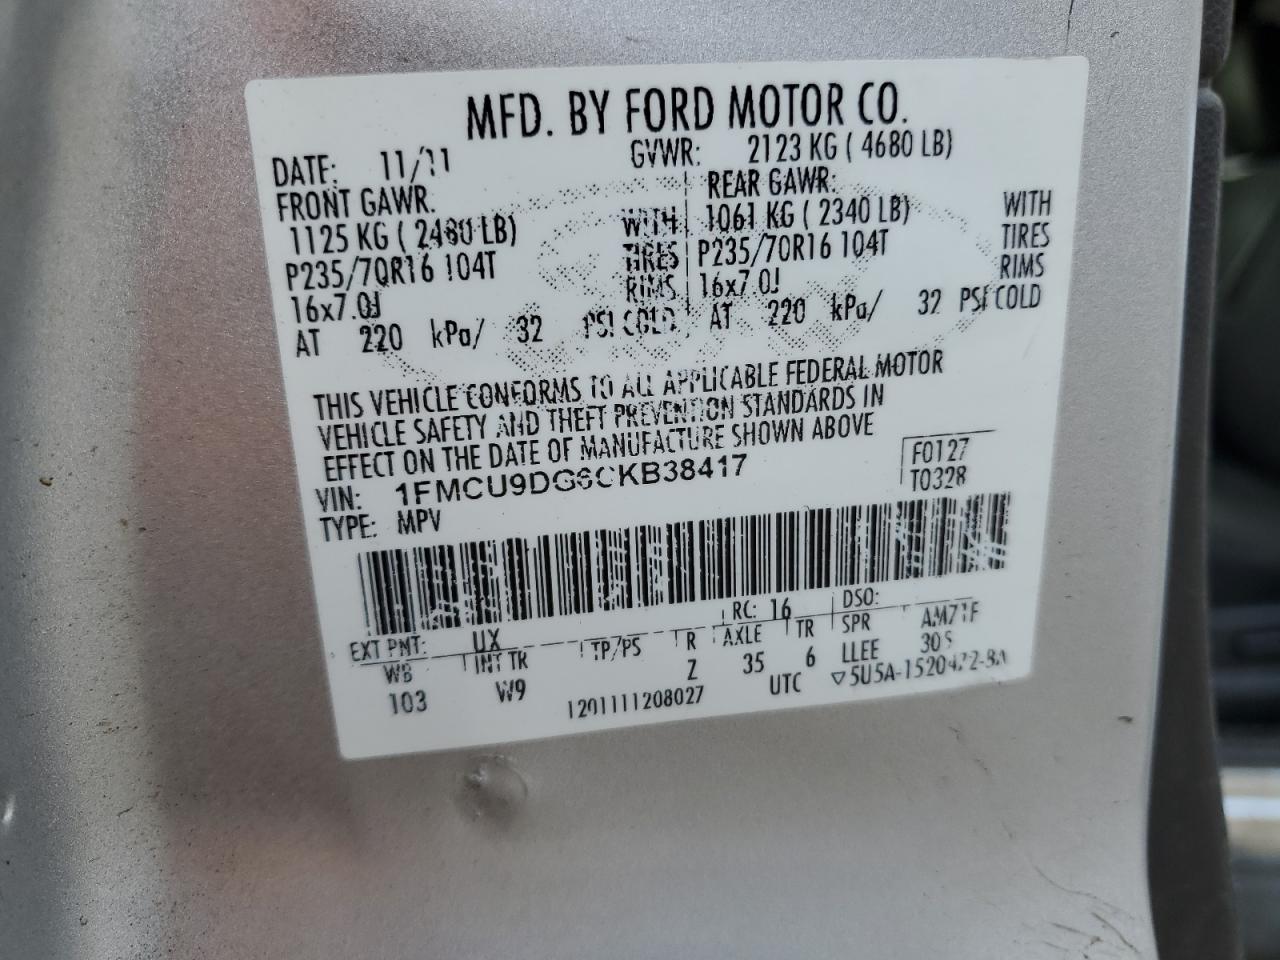 MFD. BY FORD MOTOR CO.
DATE: 11/11 GVWR: 2123 KG ( 4680 LB)
FRONT GAWR: REAR GAWR:
1125 KG ( 2480 LB) WITH 1061 KG ( 2340 LB) WITH
P235/70R16 104T TIRES P235/70R16 104T TIRES
16x7.0J RIMS 16x7.0J RIMS
AT 220 kPa/ 32 PSI COLD AT 220 kPa/ 32 PSI COLD
THIS VEHICLE CONFORMS TO ALL APPLICABLE FEDERAL MOTOR
VEHICLE SAFETY AND THEFT PREVENTION STANDARDS IN
EFFECT ON THE DATE OF MANUFACTURE SHOWN ABOVE
VIN: 1FMCU9DG6CKB38417 F0127
TYPE: MPV T0328
EXT PNT: UX RC: 16 DSO:
WB INT TR TP/PS R AXLE TR SPR AM71F
103 W9 Z 35 6 LLEE 30S
1201111208027 UTC ▽5U5A-1520472-BA